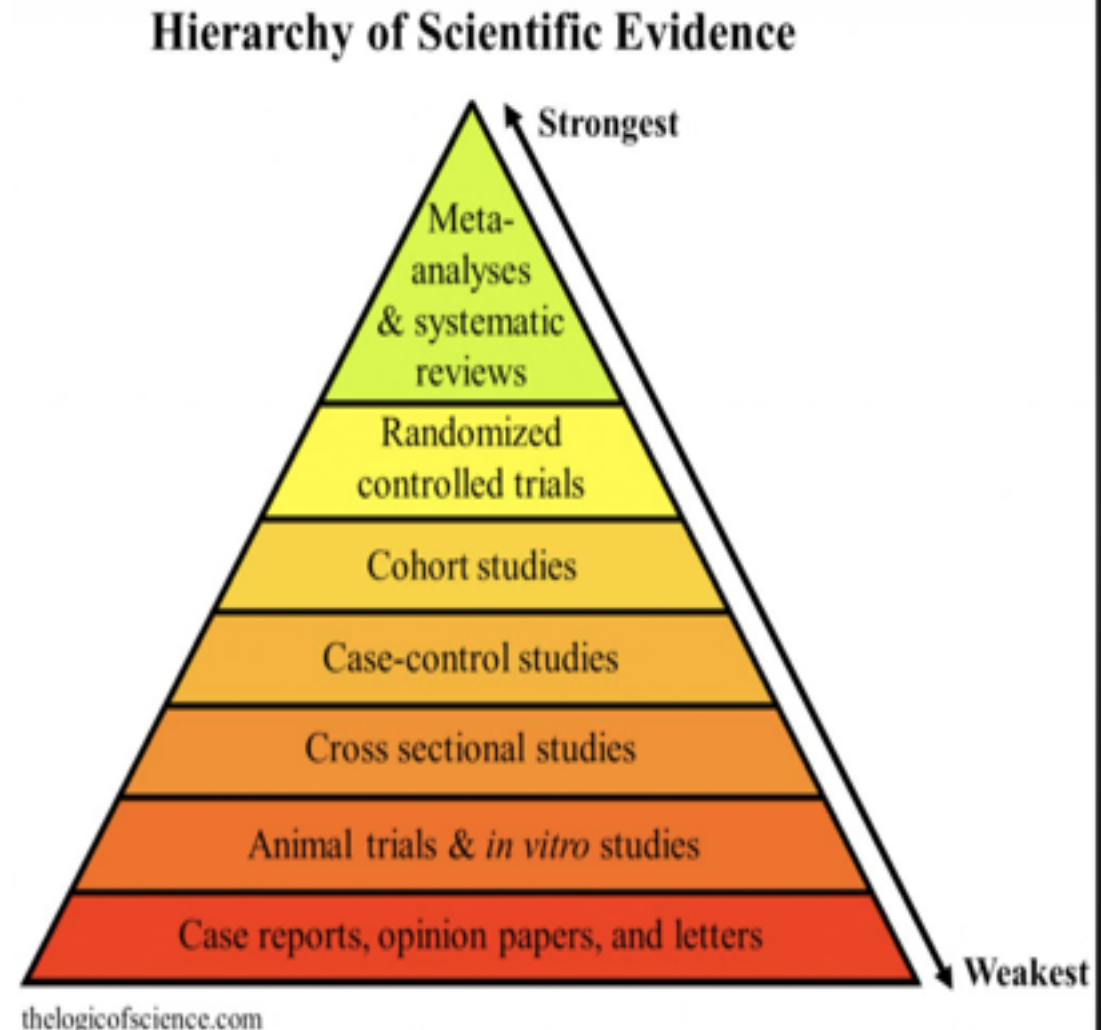 Hierarchy of Scientific Evidence
Strongest
Meta-
analyses
& systematic
reviews
Randomized
controlled trials
Cohort studies
Case-control studies
Cross sectional studies
Animal trials & in vitro studies
Case reports, opinion papers, and letters
Weakest
thelogicofscience.com